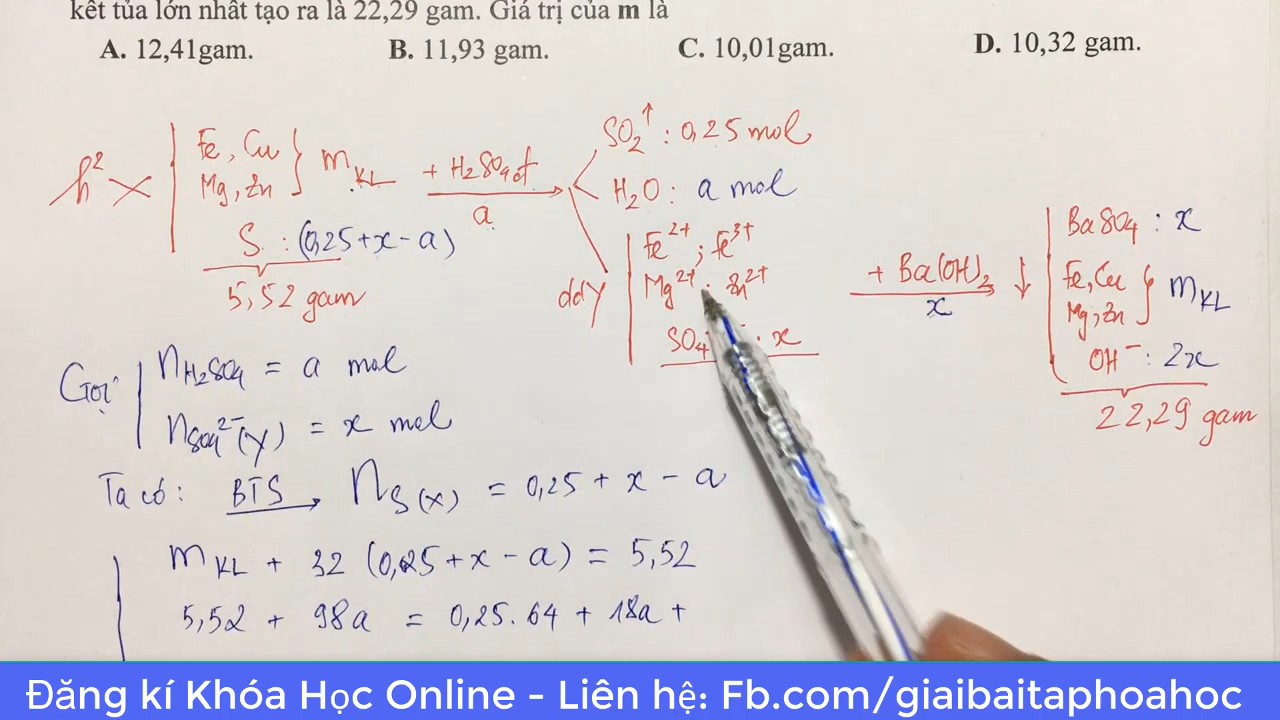 kết tủa lớn nhất tạo ra là 22,29 gam. Giá trị của m là
A. 12,41gam. B. 11,93 gam. C. 10,01gam. D. 10,32 gam.
h² X
Fe, Cu
Mg, Zn
m KL
S : (0,25+x-a)
5,52 gam
+ H2SO4 đ
a
SO2↑ : 0,25 mol
H2O : a mol
ddY
Fe2+ ; Fe3+
Mg2+ Zn2+
SO4 x
+ Ba(OH)2
x
↓
BaSO4 : x
Fe, Cu
Mg, Zn
mKL
OH- : 2x
22,29 gam
Gọi
nH2SO4 = a mol
nSO4 2-(Y) = x mol
Ta có: BTS → nS(X) = 0,25 + x - a
mKL + 32 (0,25+x-a) = 5,52
5,52 + 98a = 0,25.64 + 18a +
Đăng kí Khóa Học Online - Liên hệ: Fb.com/giaibaitaphoahoc